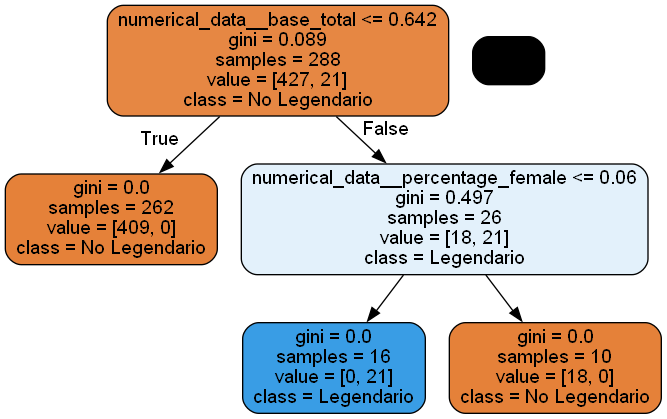 numerical_data__base_total <= 0.642
gini = 0.089
samples = 288
value = [427, 21]
class = No Legendario
True
False
gini = 0.0
samples = 262
value = [409, 0]
class = No Legendario
numerical_data__percentage_female <= 0.06
gini = 0.497
samples = 26
value = [18, 21]
class = Legendario
gini = 0.0
samples = 16
value = [0, 21]
class = Legendario
gini = 0.0
samples = 10
value = [18, 0]
class = No Legendario